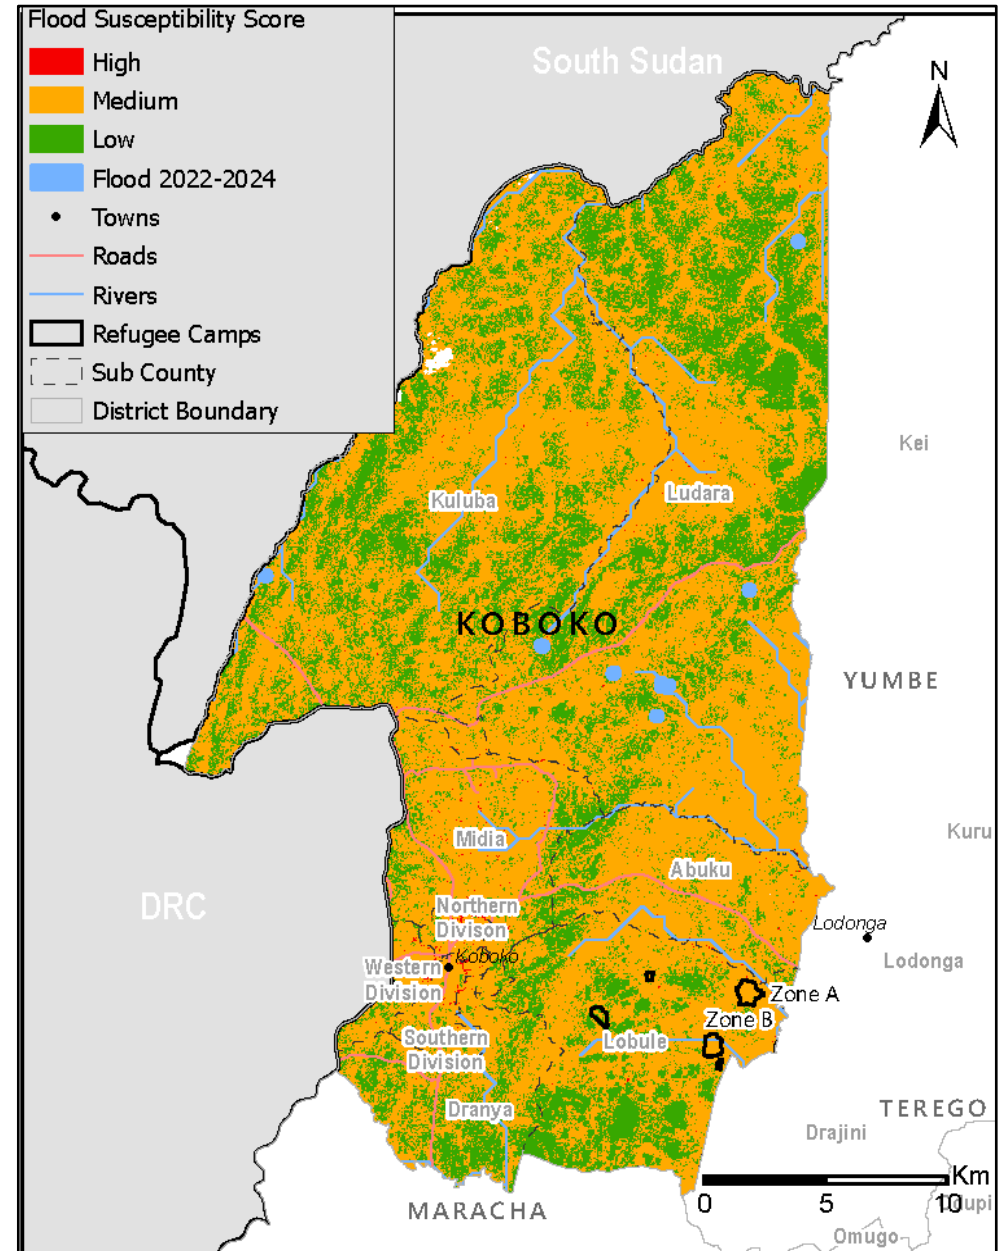 Flood Susceptibility Score
High
Medium
Low
Flood 2022-2024
Towns
Roads
Rivers
Refugee Camps
Sub County
District Boundary
South Sudan
N
Kei
Kuluba
Ludara
KOBOKO
YUMBE
Kuru
Midia
Abuku
DRC
Northern
Divison
Lodonga
Koboko
Western
Division
Lodonga
Zone A
Zone B
Southern
Division
Lobule
Dranya
TEREGO
Drajini
Km
0 5 10
MARACHA
Omugo